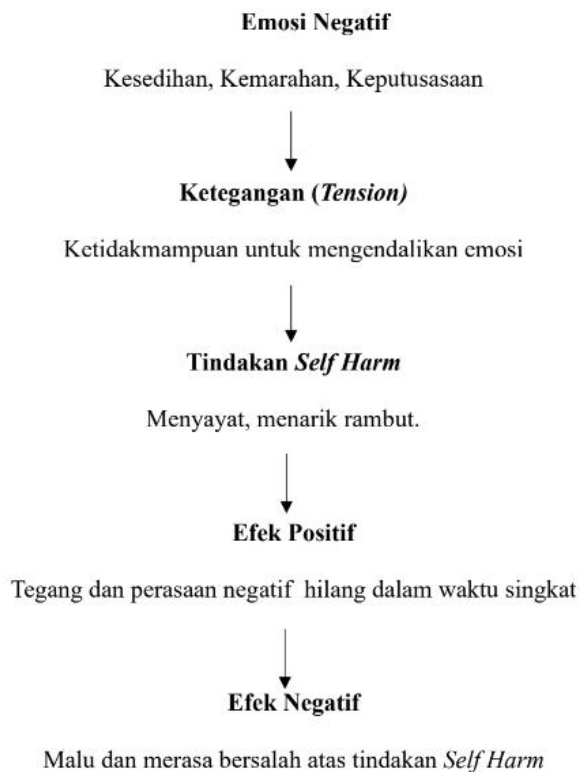 Emosi Negatif
Kesedihan, Kemarahan, Keputusasaan
Ketegangan (Tension)
Ketidakmampuan untuk mengendalikan emosi
Tindakan Self Harm
Menyayat, menarik rambut.
Efek Positif
Tegang dan perasaan negatif hilang dalam waktu singkat
Efek Negatif
Malu dan merasa bersalah atas tindakan Self Harm